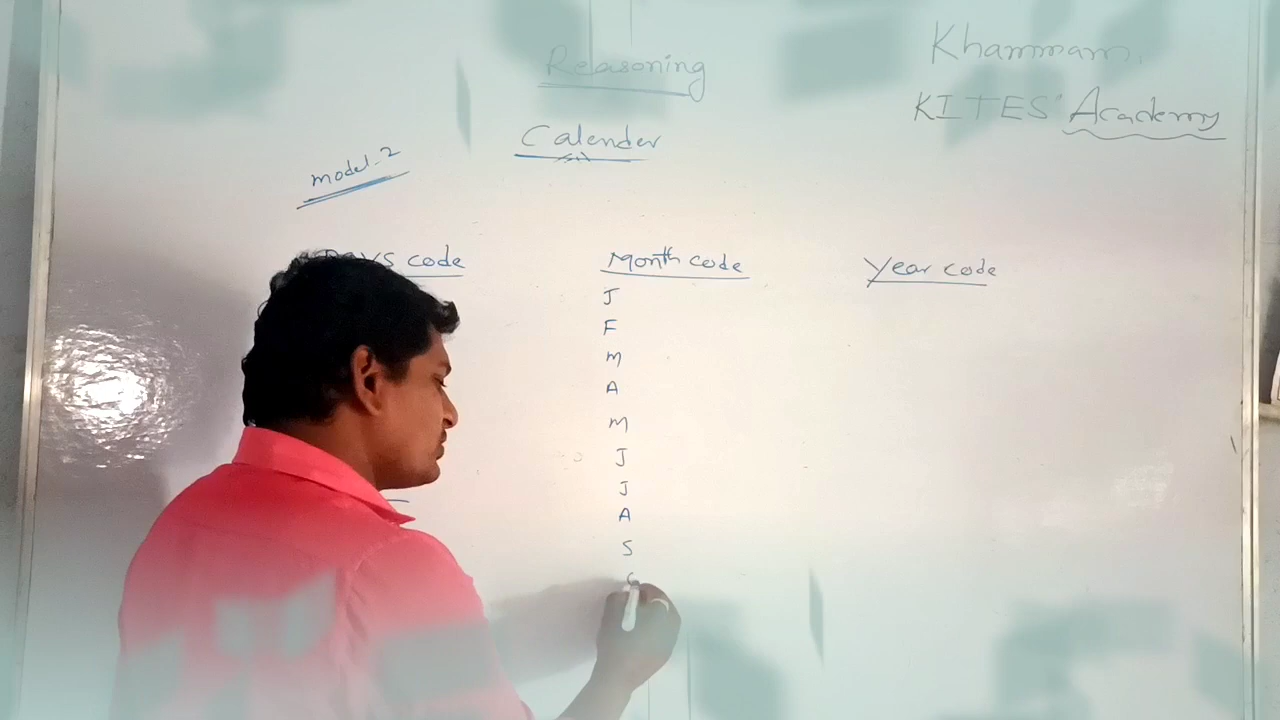 Khammam,
Reasoning
KITES' Academy
Calender
model-2
Days code
Month code
Year code
J
F
M
A
M
J
J
A
S